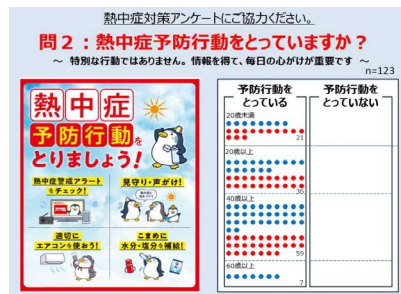 熱中症対策アンケートにご協力ください。
問２：熱中症予防行動をとっていますか？
～ 特別な行動ではありません。情報を得て、毎日の心がけが重要です ～
n=123
熱中症
予防行動を
とりましょう！
熱中症警戒アラート
をチェック！
見守り・声がけ！
適切に
エアコンを使おう！
こまめに
水分・塩分を補給！
予防行動を
とっている
予防行動を
とっていない
20歳未満
21
20歳以上
36
40歳以上
59
60歳以上
7